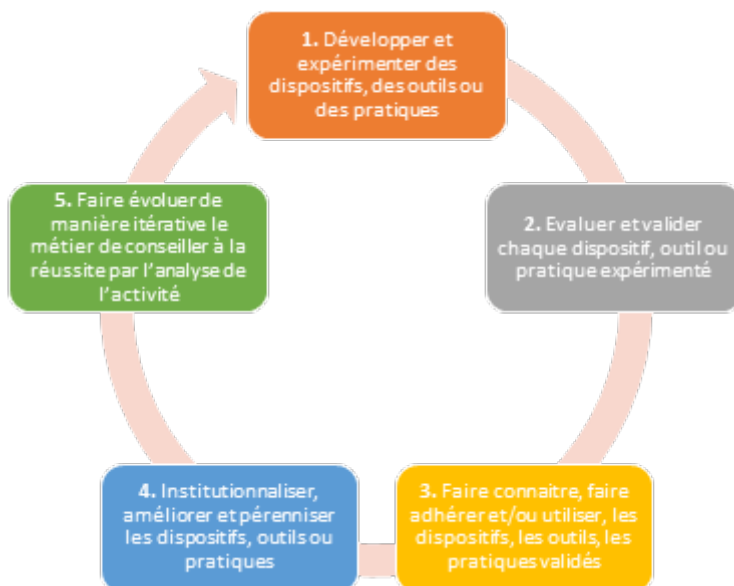 1. Développer et
expérimenter des
dispositifs, des outils ou
des pratiques
2. Evaluer et valider
chaque dispositif, outil ou
pratique expérimenté
3. Faire connaitre, faire
adhérer et/ou utiliser, les
dispositifs, les outils, les
pratiques validés
4. Institutionnaliser,
améliorer et pérenniser
les dispositifs, outils ou
pratiques
5. Faire évoluer de
manière itérative le
métier de conseiller à la
réussite par l'analyse de
l'activité